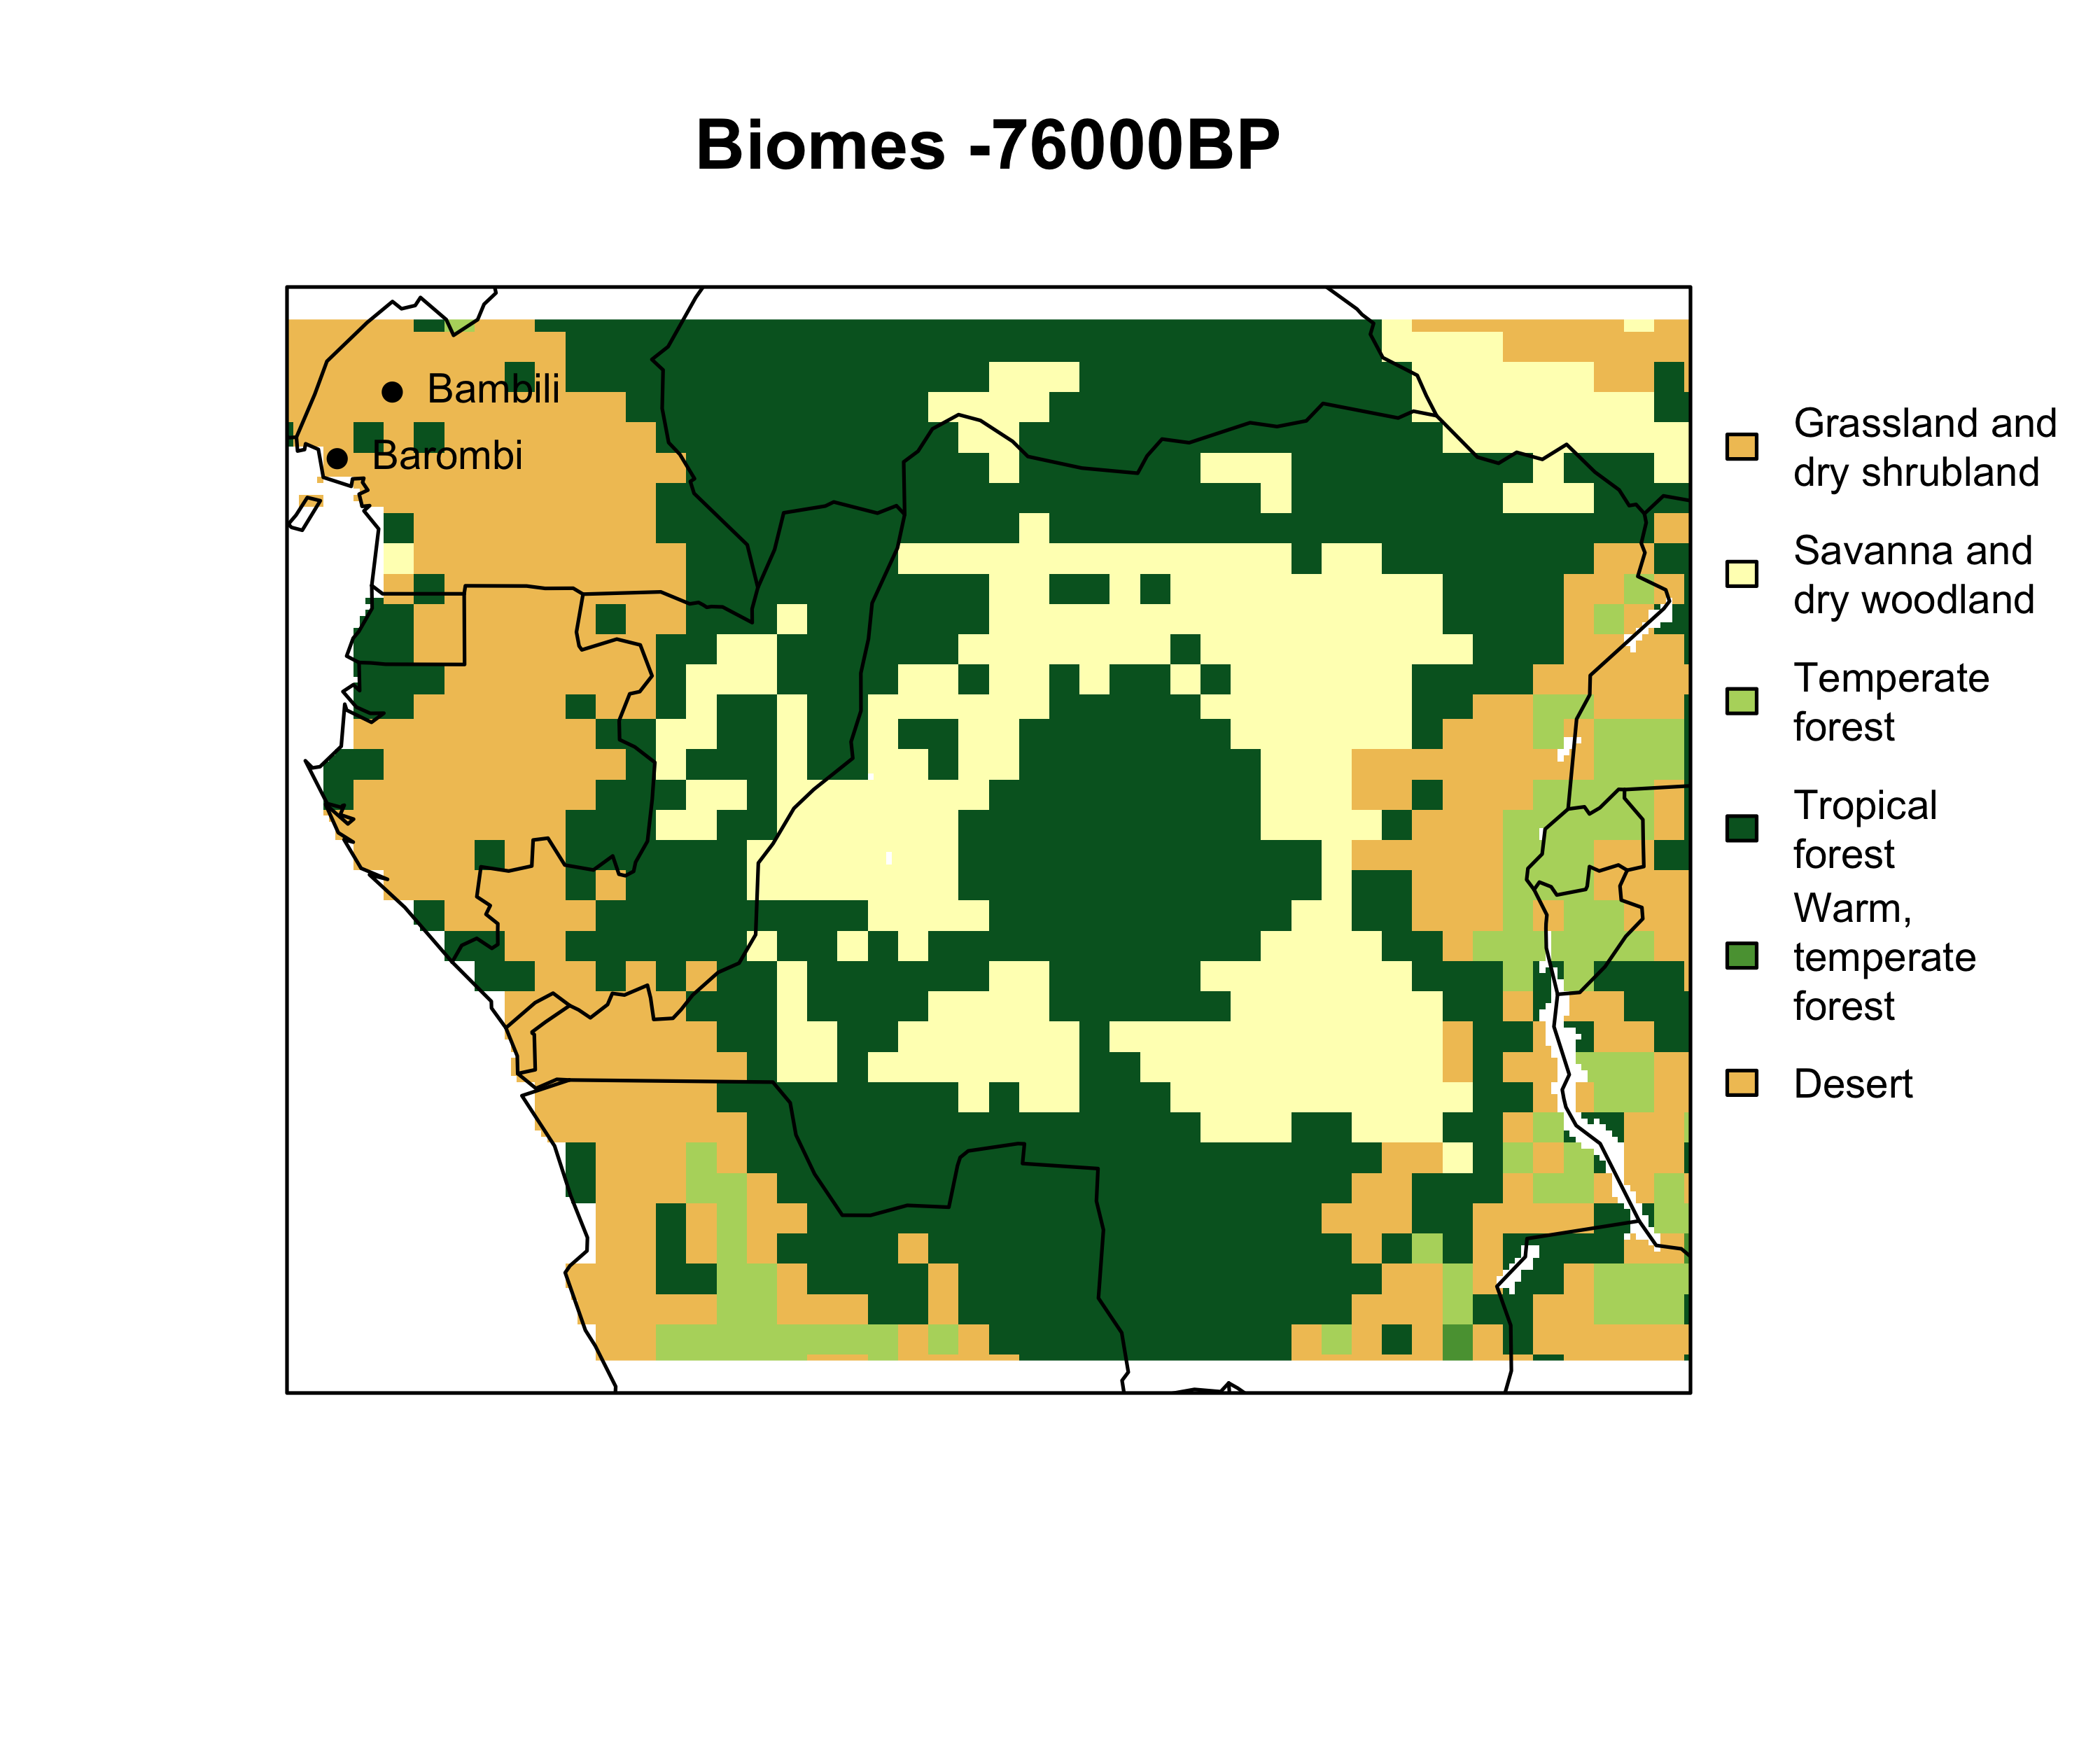 Biomes -76000BP
Bambili
Barombi
Grassland and
dry shrubland
Savanna and
dry woodland
Temperate
forest
Tropical
forest
Warm,
temperate
forest
Desert